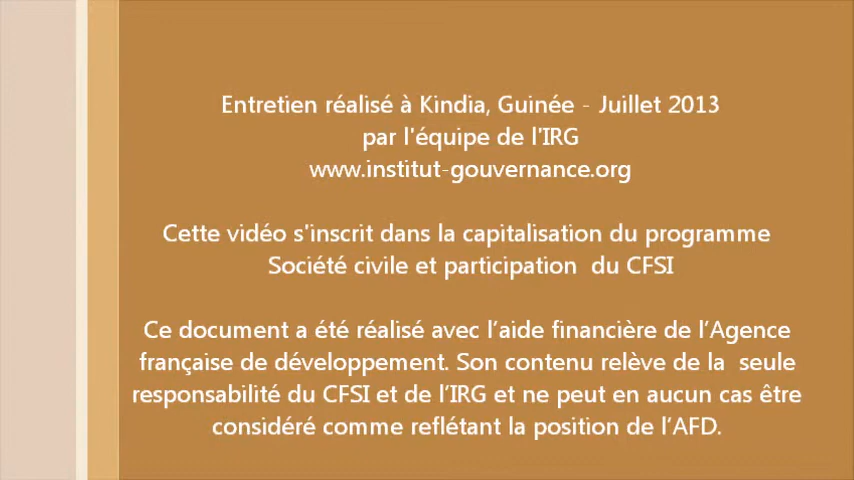 Entretien réalisé à Kindia, Guinée - Juillet 2013
par l'équipe de l'IRG
www.institut-gouvernance.org
Cette vidéo s'inscrit dans la capitalisation du programme
Société civile et participation du CFSI
Ce document a été réalisé avec l’aide financière de l’Agence
française de développement. Son contenu relève de la seule
responsabilité du CFSI et de l’IRG et ne peut en aucun cas être
considéré comme reflétant la position de l’AFD.